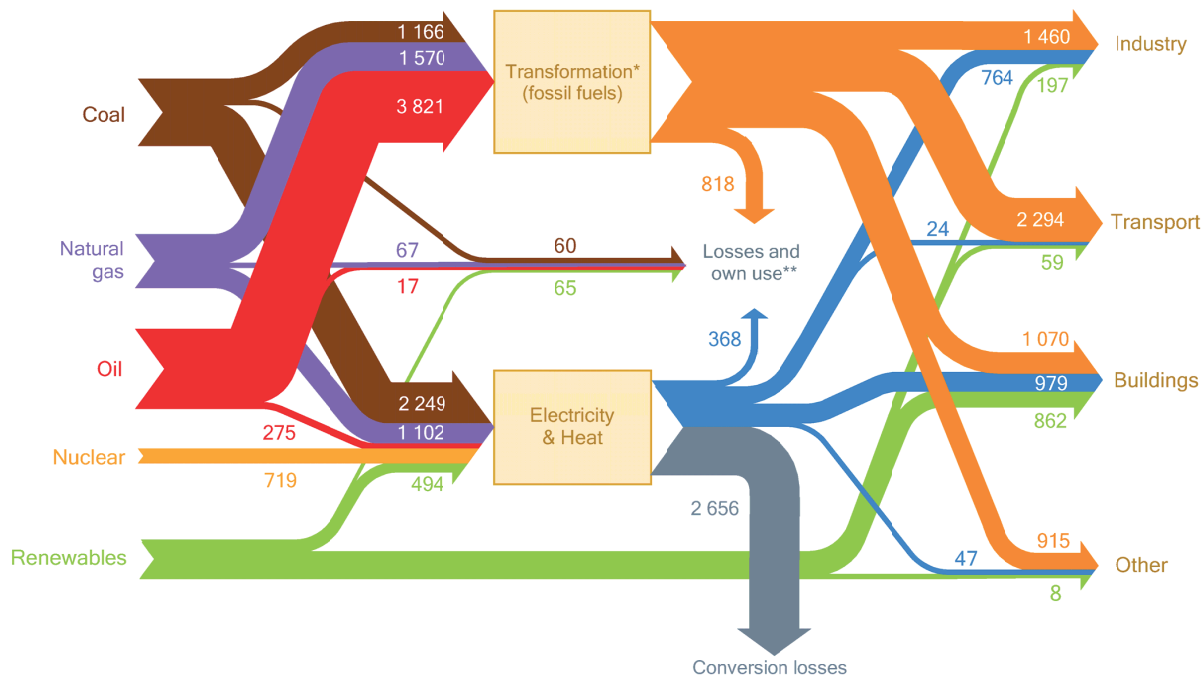 1 166
1 570
3 821
Transformation*
(fossil fuels)
1 460
764
197
Industry
Coal
818
2 294
24
59
Transport
Natural
gas
67
17
60
65
Losses and
own use**
368
Oil
1 070
979
862
Buildings
2 249
1 102
275
Electricity
& Heat
Nuclear
719
494
2 656
Renewables
915
47
8
Other
Conversion losses